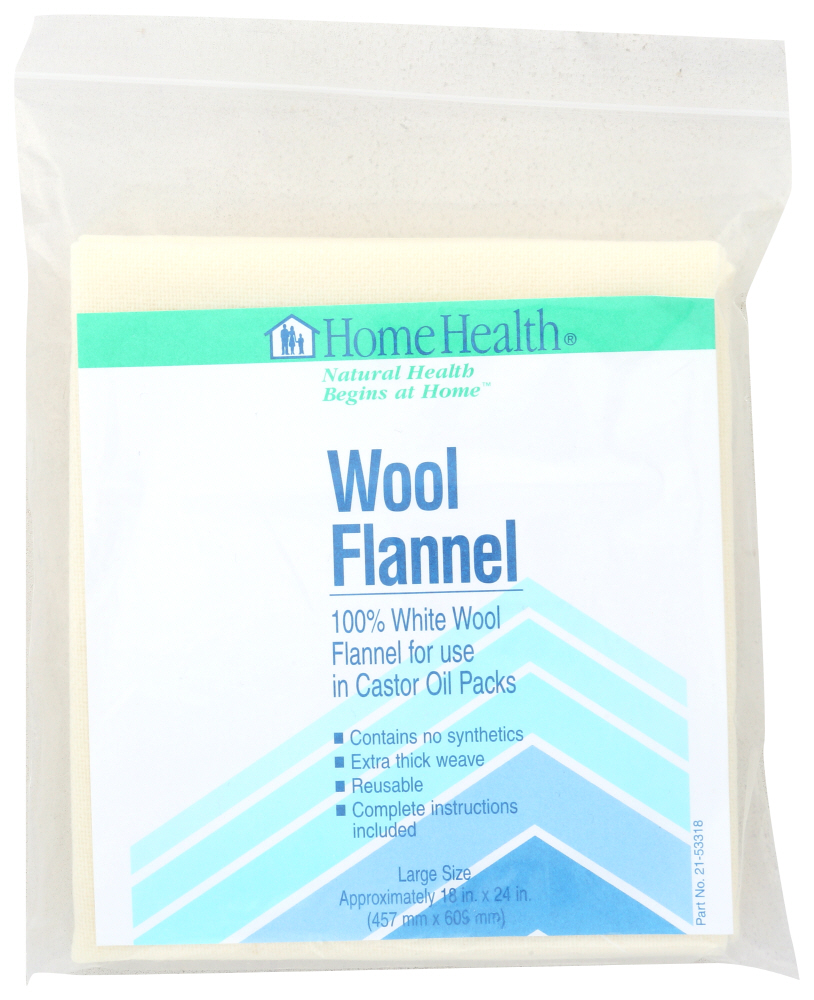 Home Health®
Natural Health
Begins at Home™
Wool
Flannel
100% White Wool
Flannel for use
in Castor Oil Packs
■ Contains no synthetics
■ Extra thick weave
■ Reusable
■ Complete instructions
included
Large Size
Approximately 18 in. x 24 in.
(457 mm x 609 mm)
Part No. 21-53318